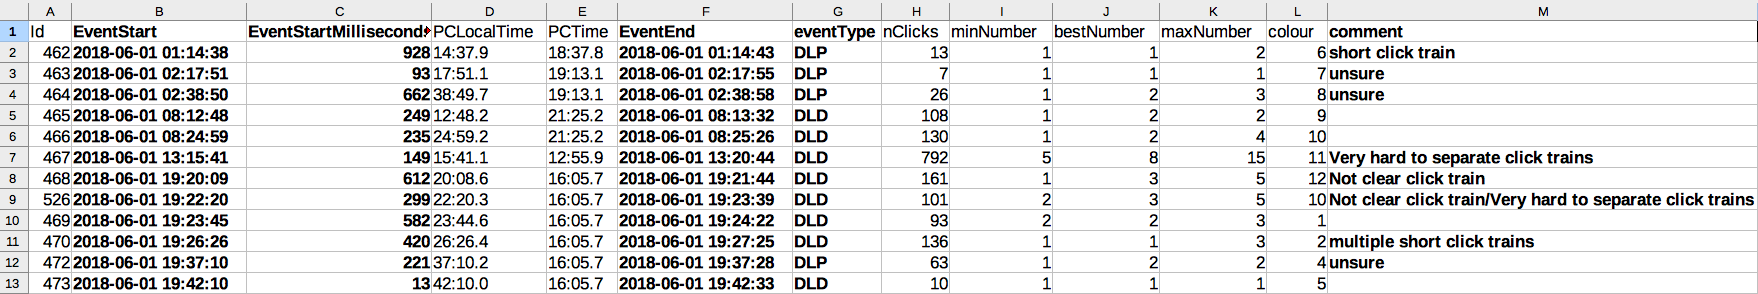 A B C D E F G H I J K L M
1 Id EventStart EventStartMillisecond PCLocalTime PCTime EventEnd eventType nClicks minNumber bestNumber maxNumber colour comment
2 462 2018-06-01 01:14:38 928 14:37.9 18:37.8 2018-06-01 01:14:43 DLP 13 1 1 2 6 short click train
3 463 2018-06-01 02:17:51 93 17:51.1 19:13.1 2018-06-01 02:17:55 DLP 7 1 1 1 7 unsure
4 464 2018-06-01 02:38:50 662 38:49.7 19:13.1 2018-06-01 02:38:58 DLP 26 1 2 3 8 unsure
5 465 2018-06-01 08:12:48 249 12:48.2 21:25.2 2018-06-01 08:13:32 DLD 108 1 2 2 9
6 466 2018-06-01 08:24:59 235 24:59.2 21:25.2 2018-06-01 08:25:26 DLD 130 1 2 4 10
7 467 2018-06-01 13:15:41 149 15:41.1 12:55.9 2018-06-01 13:20:44 DLD 792 5 8 15 11 Very hard to separate click trains
8 468 2018-06-01 19:20:09 612 20:08.6 16:05.7 2018-06-01 19:21:44 DLD 161 1 3 5 12 Not clear click train
9 526 2018-06-01 19:22:20 299 22:20.3 16:05.7 2018-06-01 19:23:39 DLD 101 2 3 5 10 Not clear click train/Very hard to separate click trains
10 469 2018-06-01 19:23:45 582 23:44.6 16:05.7 2018-06-01 19:24:22 DLD 93 2 2 3 1
11 470 2018-06-01 19:26:26 420 26:26.4 16:05.7 2018-06-01 19:27:25 DLD 136 1 1 3 2 multiple short click trains
12 472 2018-06-01 19:37:10 221 37:10.2 16:05.7 2018-06-01 19:37:28 DLP 63 1 2 2 4 unsure
13 473 2018-06-01 19:42:10 13 42:10.0 16:05.7 2018-06-01 19:42:33 DLD 10 1 1 1 5